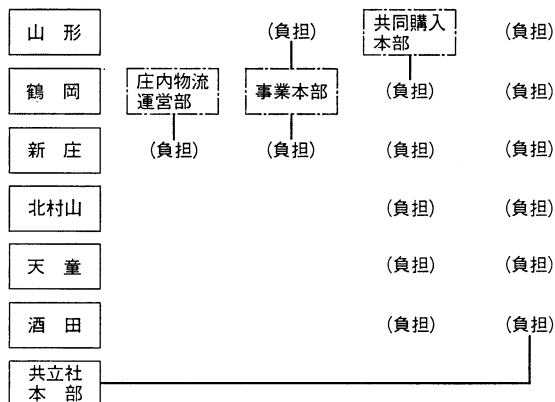 山形 (負担) 共同購入 (負担)
本部
鶴岡 庄内物流 事業本部 (負担) (負担)
運営部
新庄 (負担) (負担) (負担) (負担)
北村山 (負担) (負担)
天童 (負担) (負担)
酒田 (負担) (負担)
共立社
本部